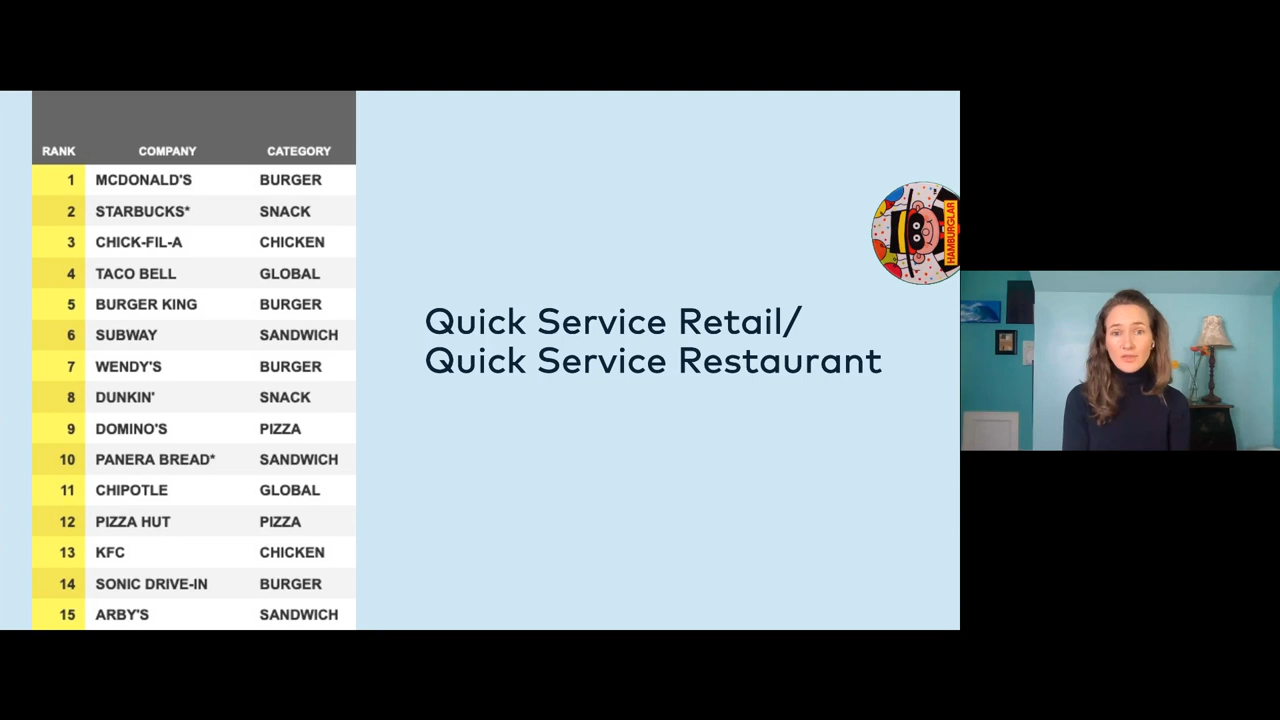 RANK COMPANY CATEGORY
1 MCDONALD'S BURGER
2 STARBUCKS* SNACK
3 CHICK-FIL-A CHICKEN
4 TACO BELL GLOBAL
5 BURGER KING BURGER
6 SUBWAY SANDWICH
7 WENDY'S BURGER
8 DUNKIN' SNACK
9 DOMINO'S PIZZA
10 PANERA BREAD* SANDWICH
11 CHIPOTLE GLOBAL
12 PIZZA HUT PIZZA
13 KFC CHICKEN
14 SONIC DRIVE-IN BURGER
15 ARBY'S SANDWICH
Quick Service Retail/
Quick Service Restaurant
HAMBURGLAR